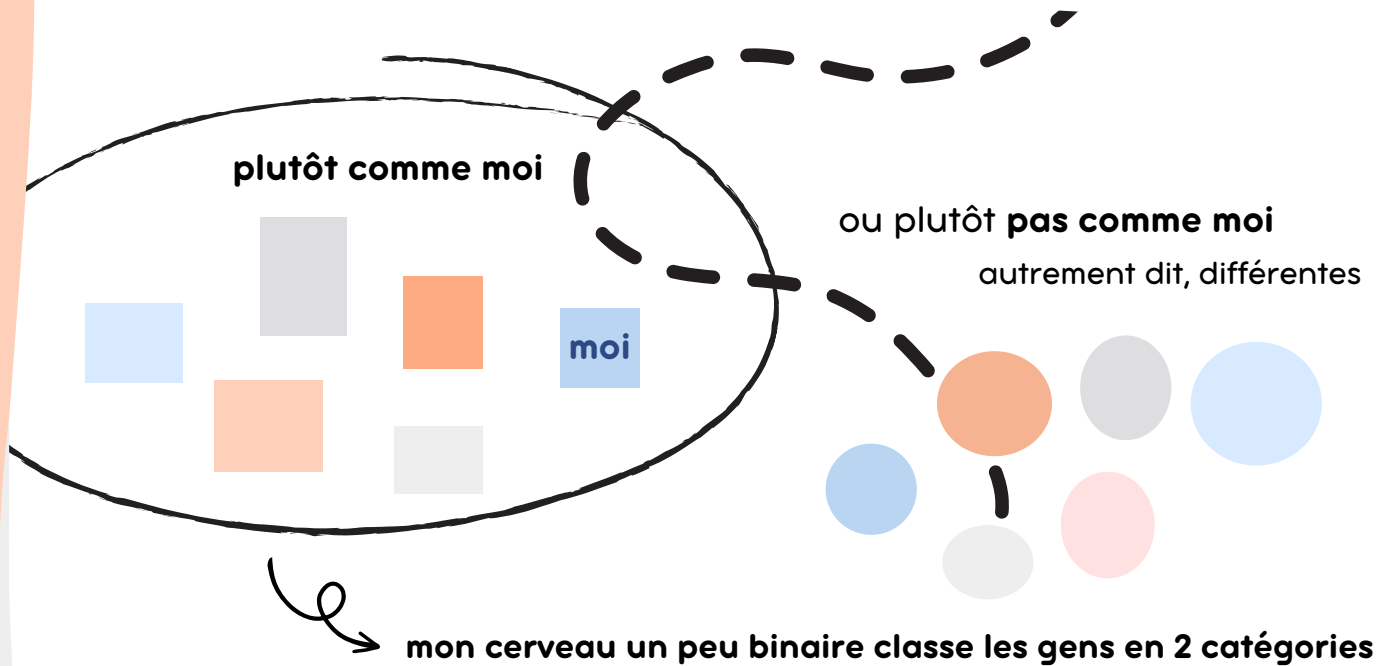 plutôt comme moi
ou plutôt pas comme moi
autrement dit, différentes
moi
mon cerveau un peu binaire classe les gens en 2 catégories